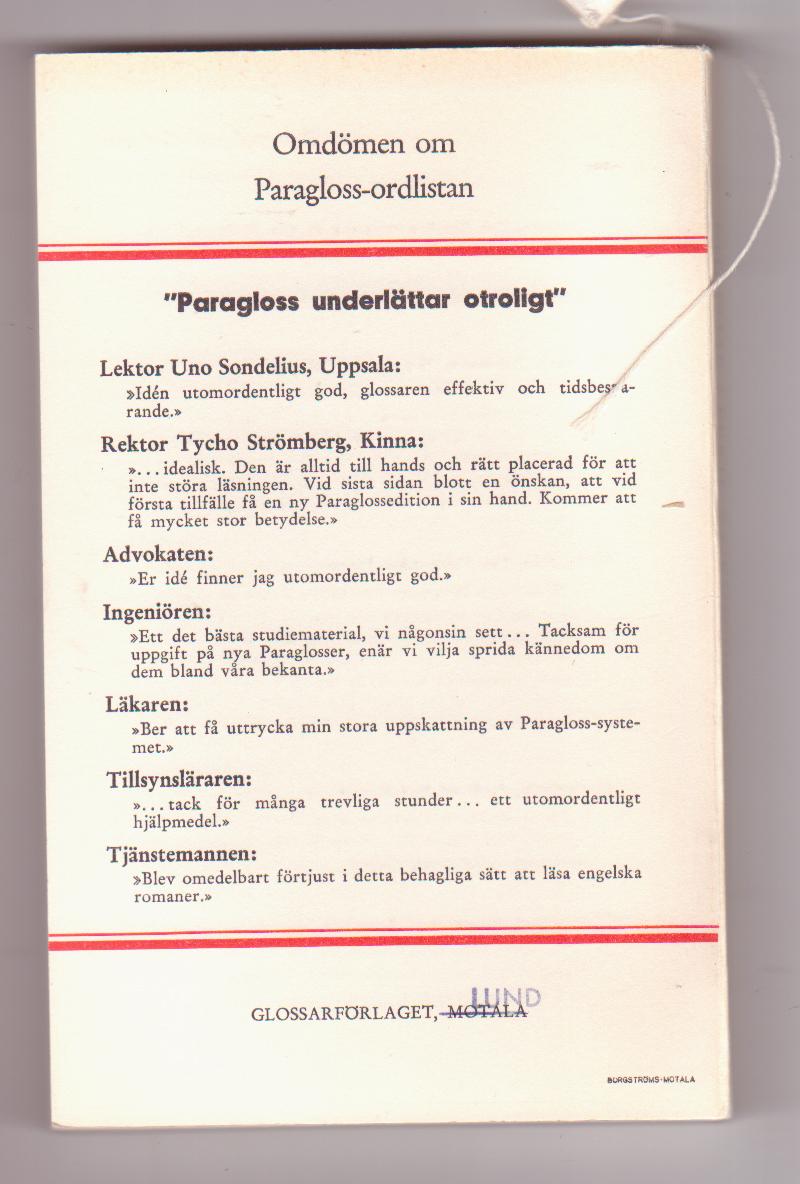 Omdömen om
Paragloss-ordlistan
"Paragloss underlättar otroligt"
Lektor Uno Sondelius, Uppsala:
»Idén utomordentligt god, glossaren effektiv och tidsbespa-
rande.»
Rektor Tycho Strömberg, Kinna:
»...idealisk. Den är alltid till hands och rätt placerad för att
inte störa läsningen. Vid sista sidan blott en önskan, att vid
första tillfälle få en ny Paraglossedition i sin hand. Kommer att
få mycket stor betydelse.»
Advokaten:
»Er idé finner jag utomordentligt god.»
Ingeniören:
»Ett det bästa studiematerial, vi någonsin sett... Tacksam för
uppgift på nya Paraglosser, enär vi vilja sprida kännedom om
dem bland våra bekanta.»
Läkaren:
»Ber att få uttrycka min stora uppskattning av Paragloss-syste-
met.»
Tillsynsläraren:
»...tack för många trevliga stunder... ett utomordentligt
hjälpmedel.»
Tjänstemannen:
»Blev omedelbart förtjust i detta behagliga sätt att läsa engelska
romaner.»
LUND
GLOSSARFÖRLAGET, MOTALA
BORGSTRÖMS·MOTALA